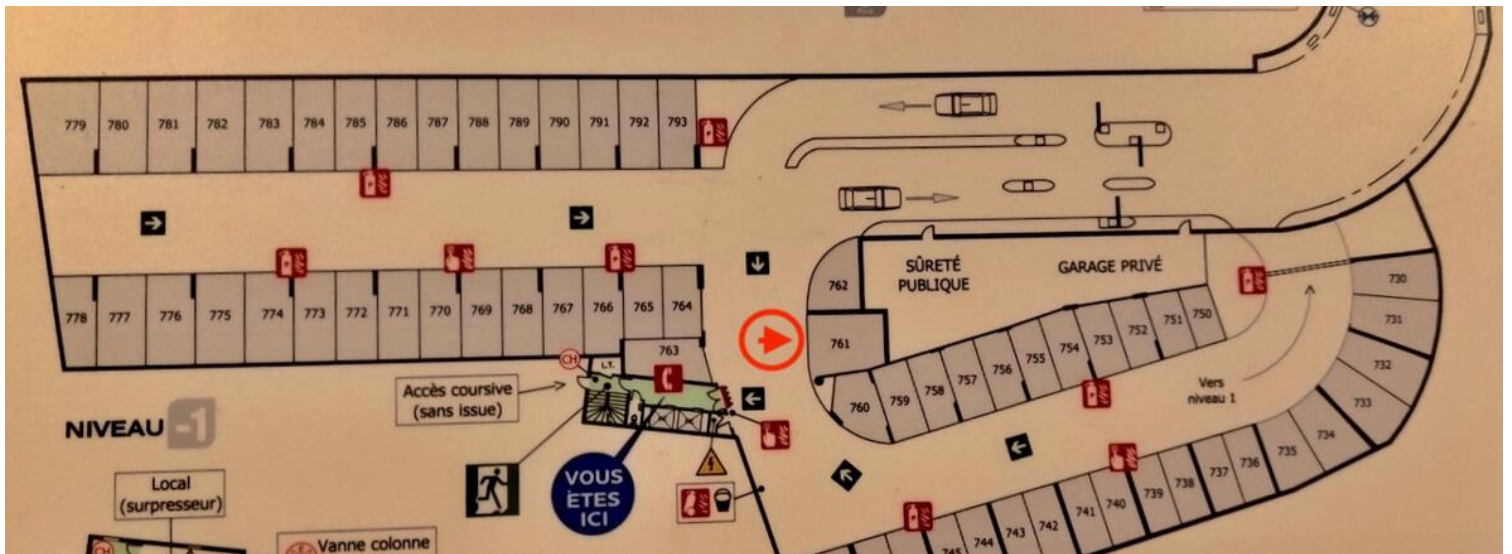 779 780 781 782 783 784 785 786 787 788 789 790 791 792 793
778 777 776 775 774 773 772 771 770 769 768 767 766 765 764
763
762
761
SÛRETÉ
PUBLIQUE
GARAGE PRIVÉ
760 759 758 757 756 755 754 753 752 751 750
730
731
732
733
734
735
736
737
738
739
740
741
742
743
744
745
Vers
niveau 1
CH
L.T.
Accès coursive
(sans issue)
NIVEAU -1
VOUS
ÊTES
ICI
Local
(surpresseur)
CH
Vanne colonne